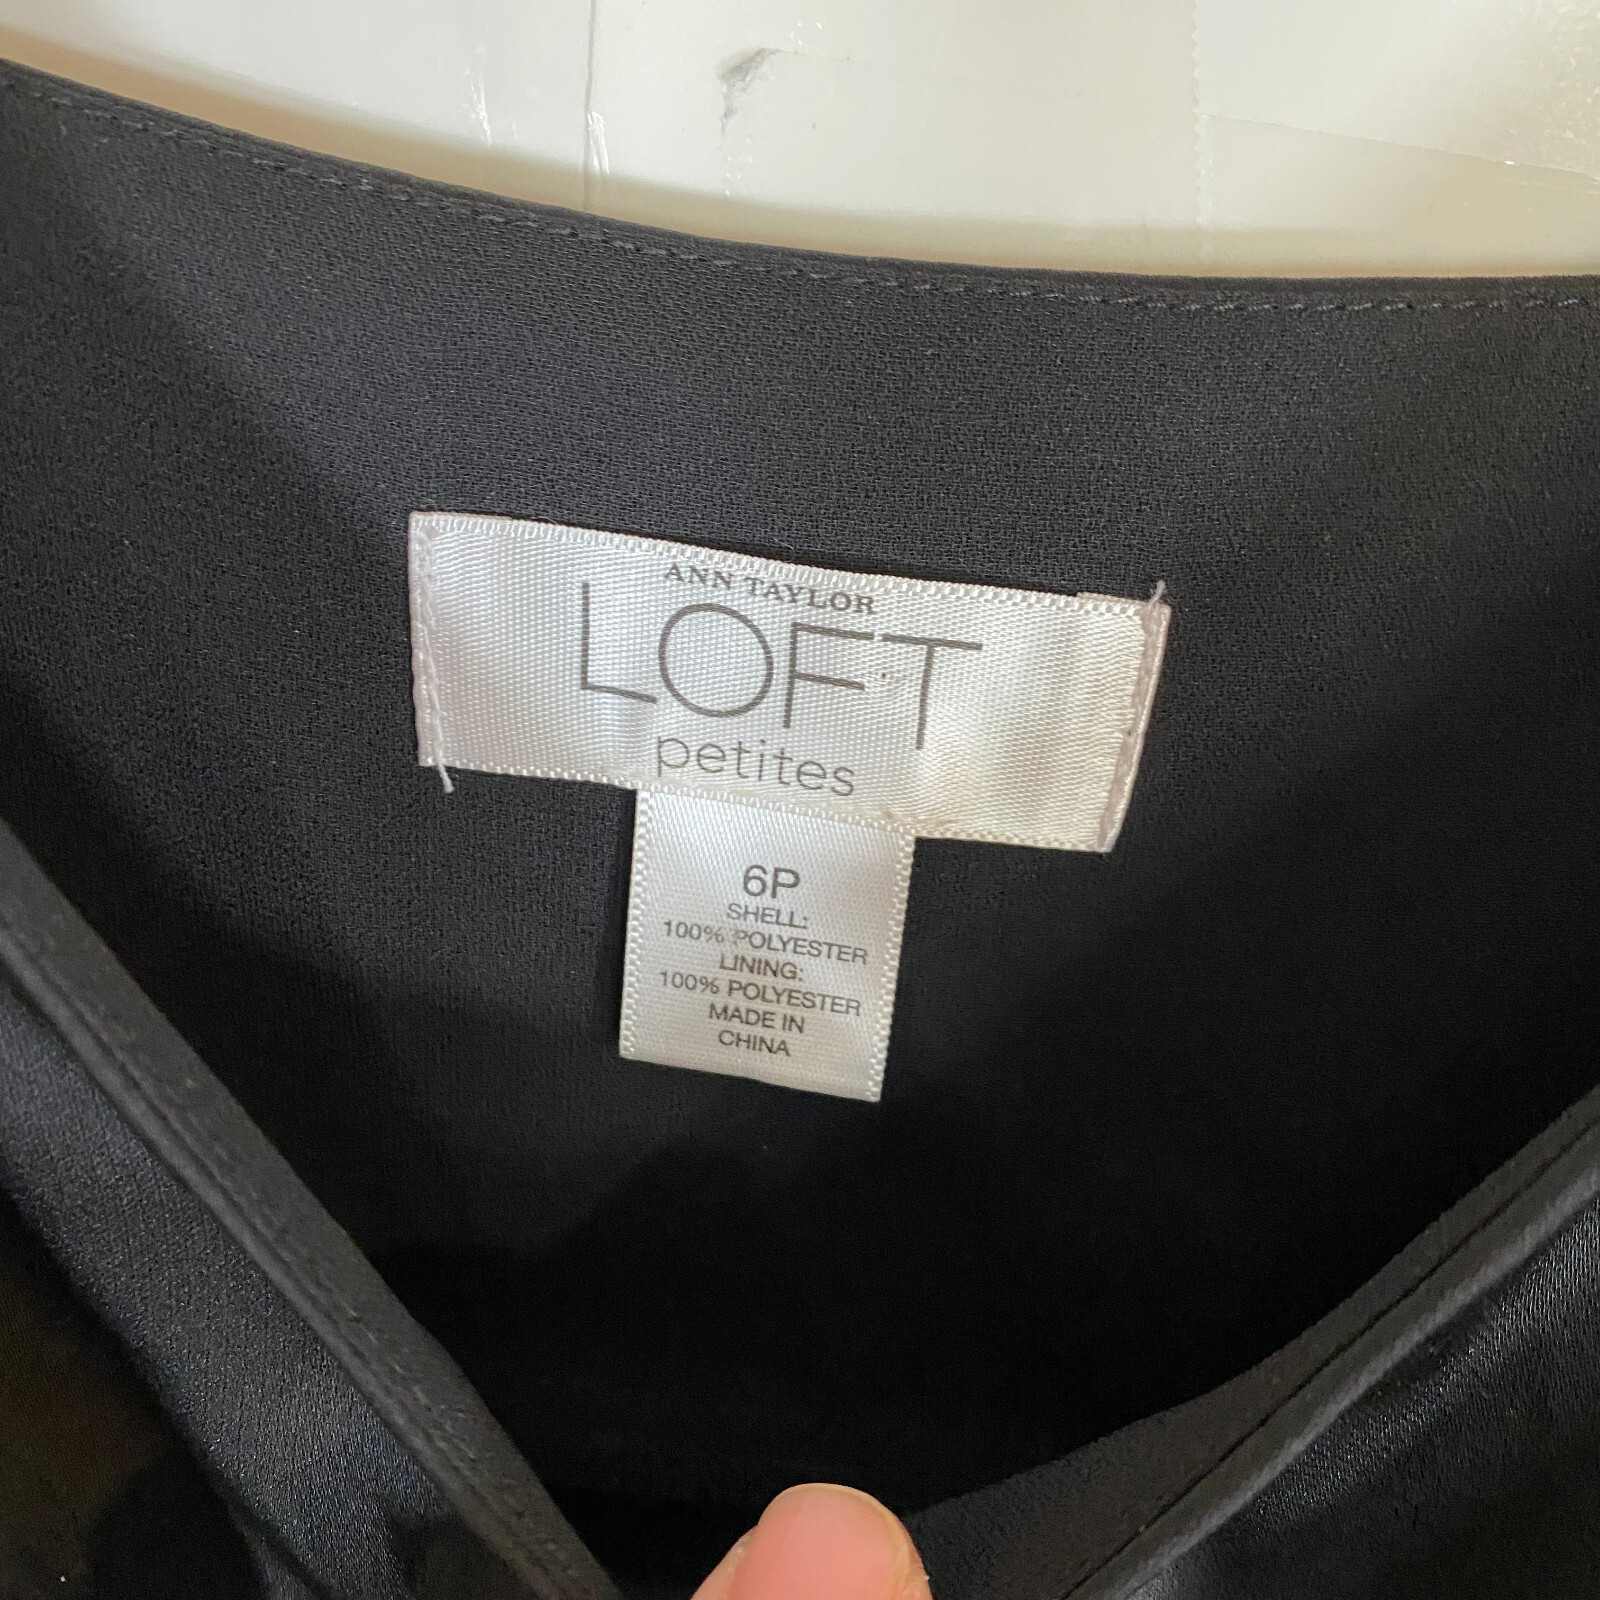 ANN TAYLOR
LOFT
petites
6P
SHELL:
100% POLYESTER
LINING:
100% POLYESTER
MADE IN
CHINA